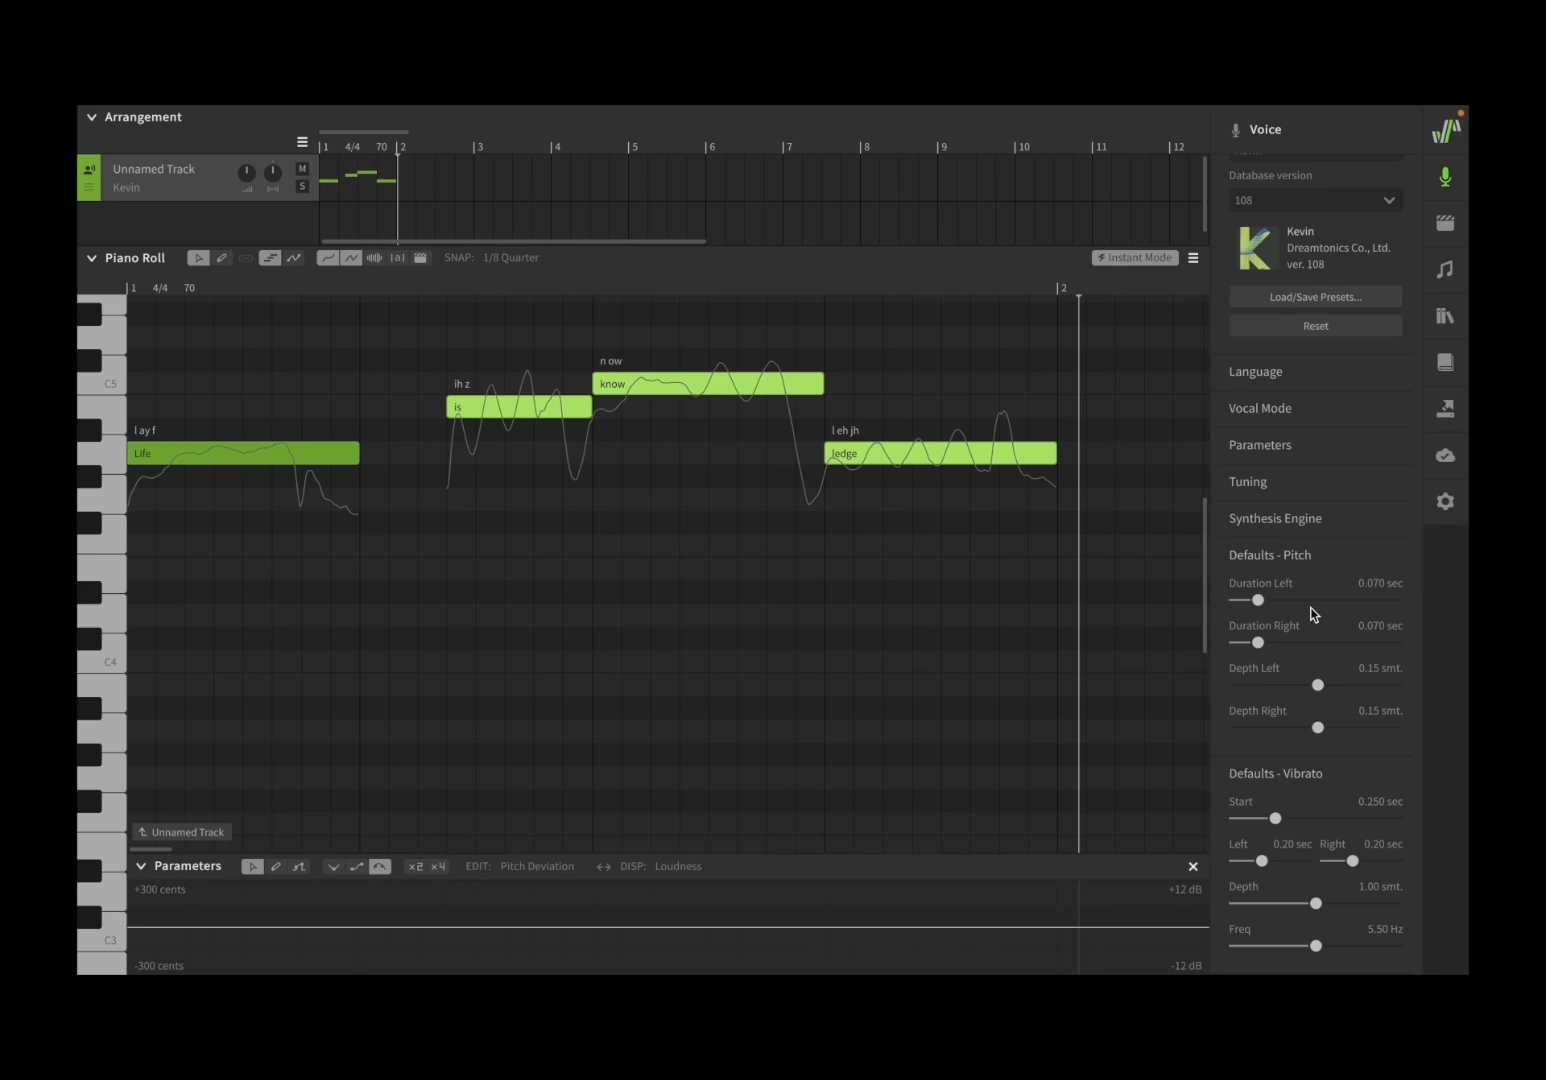 Arrangement
1 4/4 70 2 3 4 5 6 7 8 9 10 11 12
Unnamed Track
Kevin
M
S
Piano Roll
SNAP: 1/8 Quarter
Instant Mode
1 4/4 70 2
n ow
C5
ih z
know
is
l ay f
l eh jh
Life
ledge
C4
Unnamed Track
Parameters
x2 x4
EDIT: Pitch Deviation
DISP: Loudness
+300 cents
+12 dB
C3
-300 cents
-12 dB
Voice
Database version
108
Kevin
Dreamtonics Co., Ltd.
ver. 108
Load/Save Presets...
Reset
Language
Vocal Mode
Parameters
Tuning
Synthesis Engine
Defaults - Pitch
Duration Left 0.070 sec
Duration Right 0.070 sec
Depth Left 0.15 smt.
Depth Right 0.15 smt.
Defaults - Vibrato
Start 0.250 sec
Left 0.20 sec Right 0.20 sec
Depth 1.00 smt.
Freq 5.50 Hz